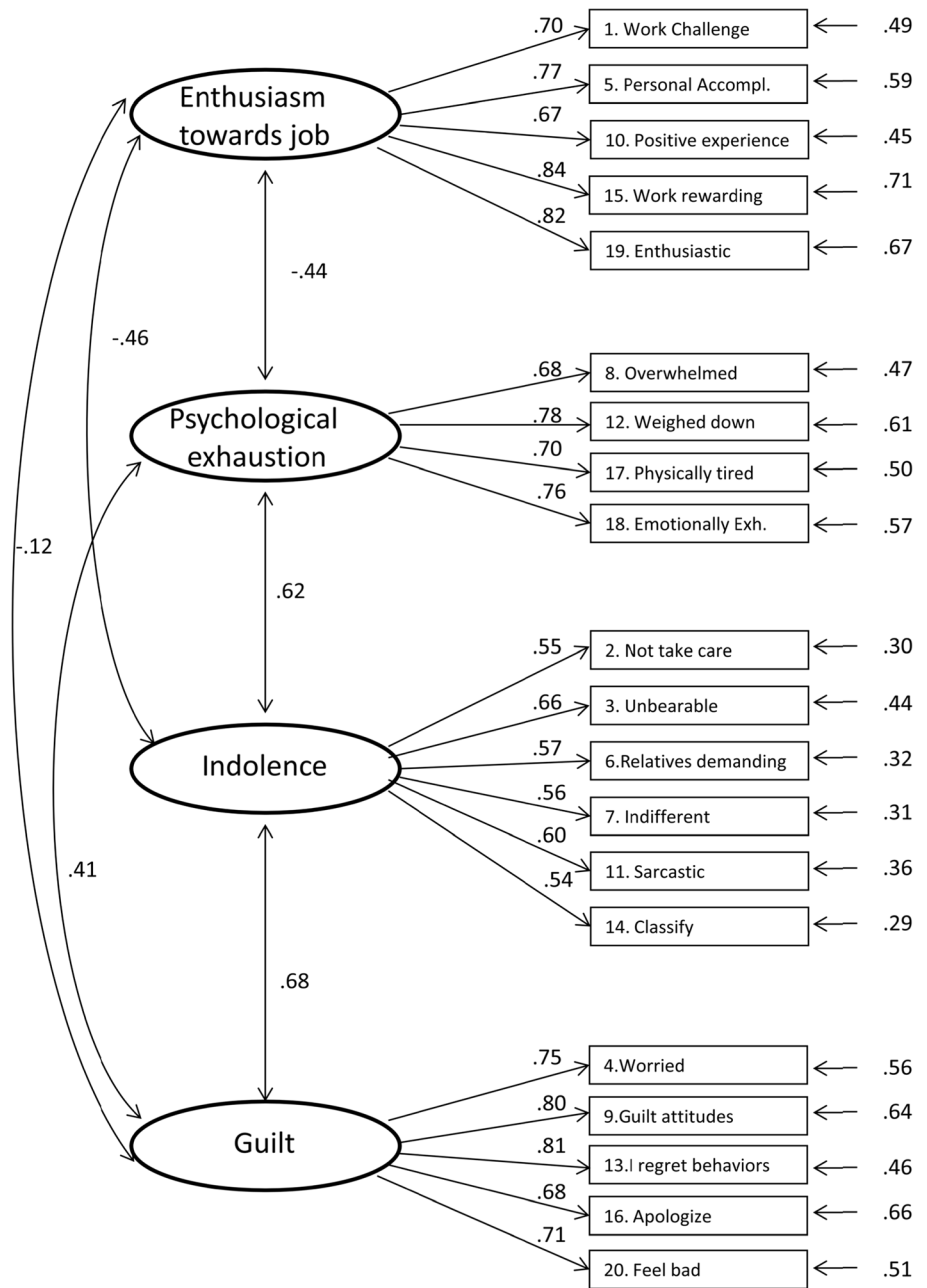 .70
1. Work Challenge
.49
Enthusiasm
towards job
.77
5. Personal Accompl.
.59
.67
10. Positive experience
.45
.84
15. Work rewarding
.71
.82
19. Enthusiastic
.67
-.44
-.46
.68
8. Overwhelmed
.47
Psychological
exhaustion
.78
12. Weighed down
.61
.70
17. Physically tired
.50
.76
18. Emotionally Exh.
.57
-.12
.62
.55
2. Not take care
.30
.66
3. Unbearable
.44
Indolence
.57
6.Relatives demanding
.32
.56
7. Indifferent
.31
.60
11. Sarcastic
.36
.54
14. Classify
.29
.41
.68
.75
4.Worried
.56
Guilt
.80
9.Guilt attitudes
.64
.81
13.I regret behaviors
.46
.68
16. Apologize
.66
.71
20. Feel bad
.51